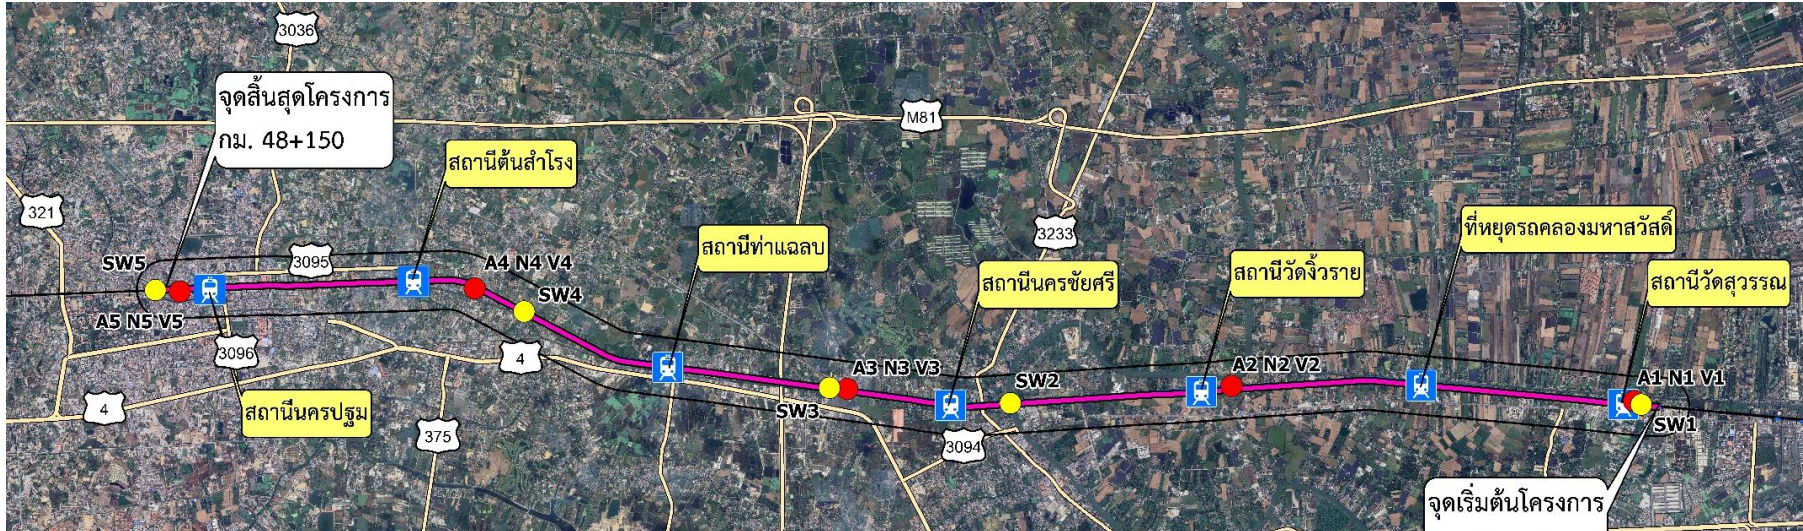 3036
จุดสิ้นสุดโครงการ
กม. 48+150
M81
สถานีต้นสำโรง
321
3233
ที่หยุดรถคลองมหาสวัสดิ์
สถานีท่าแฉลบ
3095
SW5
A4 N4 V4
สถานีนครชัยศรี
สถานีวัดงิ้วราย
สถานีวัดสุวรรณ
SW4
A5 N5 V5
3096
4
A3 N3 V3
A2 N2 V2
A1 N1 V1
SW2
4
สถานีนครปฐม
SW3
SW1
375
3094
จุดเริ่มต้นโครงการ